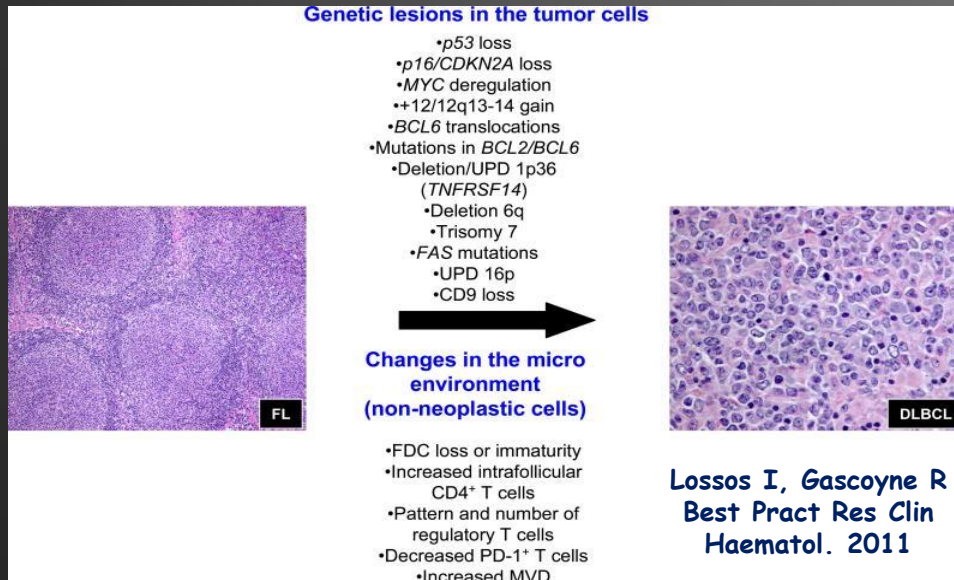 Genetic lesions in the tumor cells
•p53 loss
•p16/CDKN2A loss
•MYC deregulation
•+12/12q13-14 gain
•BCL6 translocations
•Mutations in BCL2/BCL6
•Deletion/UPD 1p36
(TNFRSF14)
•Deletion 6q
•Trisomy 7
•FAS mutations
•UPD 16p
•CD9 loss
FL
DLBCL
Changes in the micro
environment
(non-neoplastic cells)
•FDC loss or immaturity
•Increased intrafollicular
CD4⁺ T cells
•Pattern and number of
regulatory T cells
•Decreased PD-1⁺ T cells
•Increased MVD
Lossos I, Gascoyne R
Best Pract Res Clin
Haematol. 2011